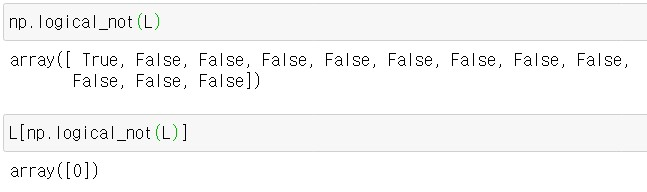 np.logical_not(L)
array([ True, False, False, False, False, False, False, False, False,
False, False, False])
L[np.logical_not(L)]
array([0])